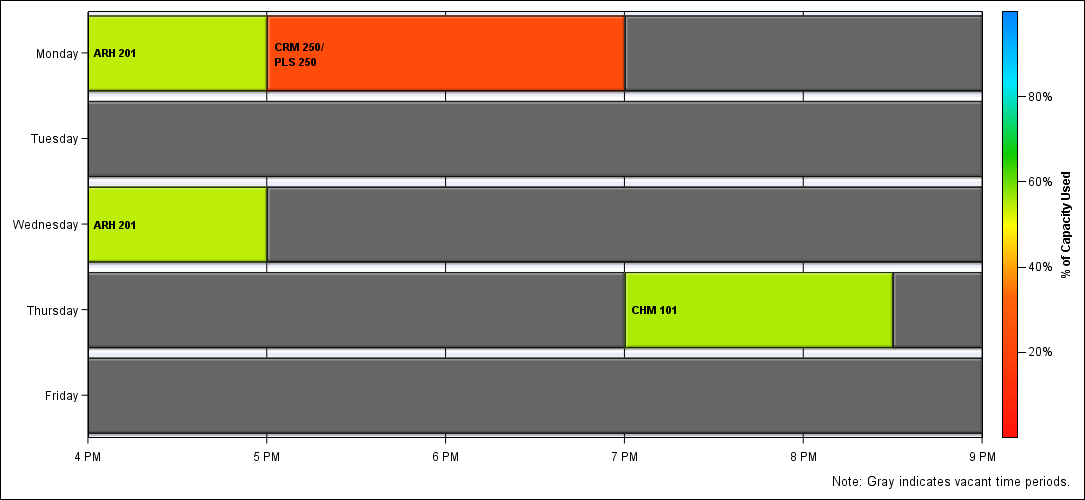 Monday
ARH 201
CRM 250/
PLS 250
Tuesday
Wednesday
ARH 201
Thursday
CHM 101
Friday
4 PM 5 PM 6 PM 7 PM 8 PM 9 PM
80%
60%
40%
20%
% of Capacity Used
Note: Gray indicates vacant time periods.